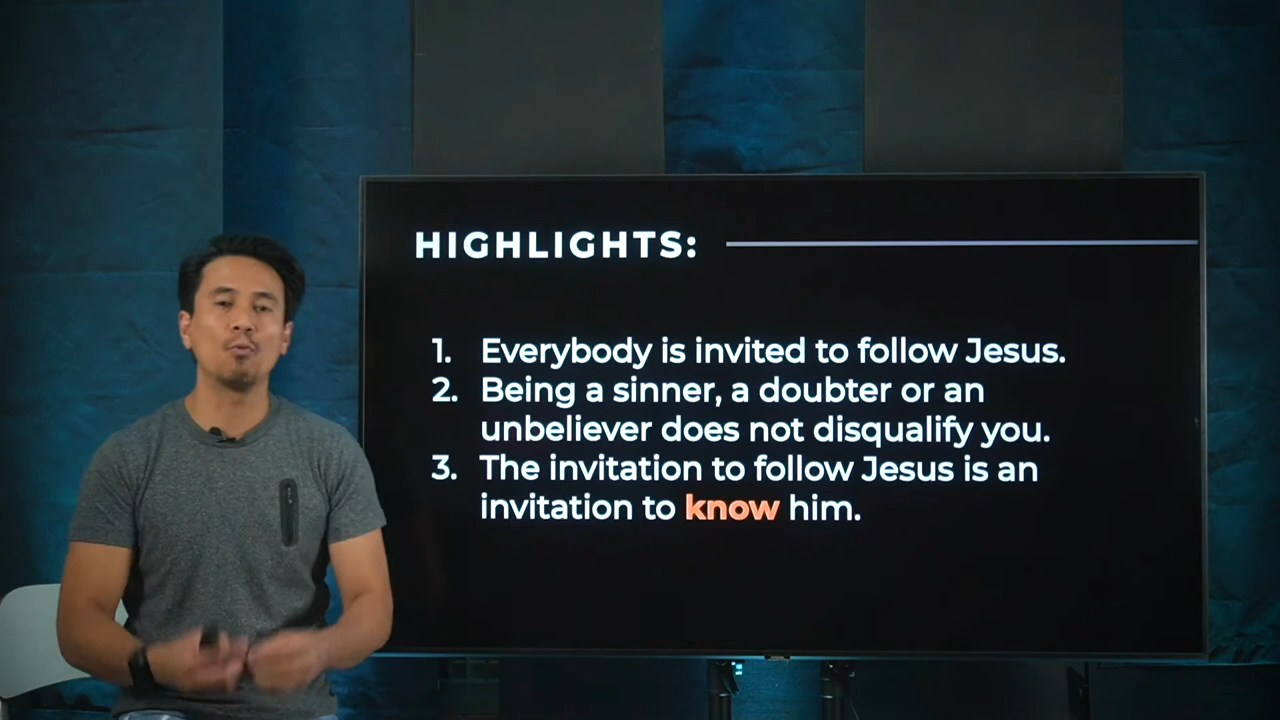 HIGHLIGHTS:
1. Everybody is invited to follow Jesus.
2. Being a sinner, a doubter or an
unbeliever does not disqualify you.
3. The invitation to follow Jesus is an
invitation to know him.